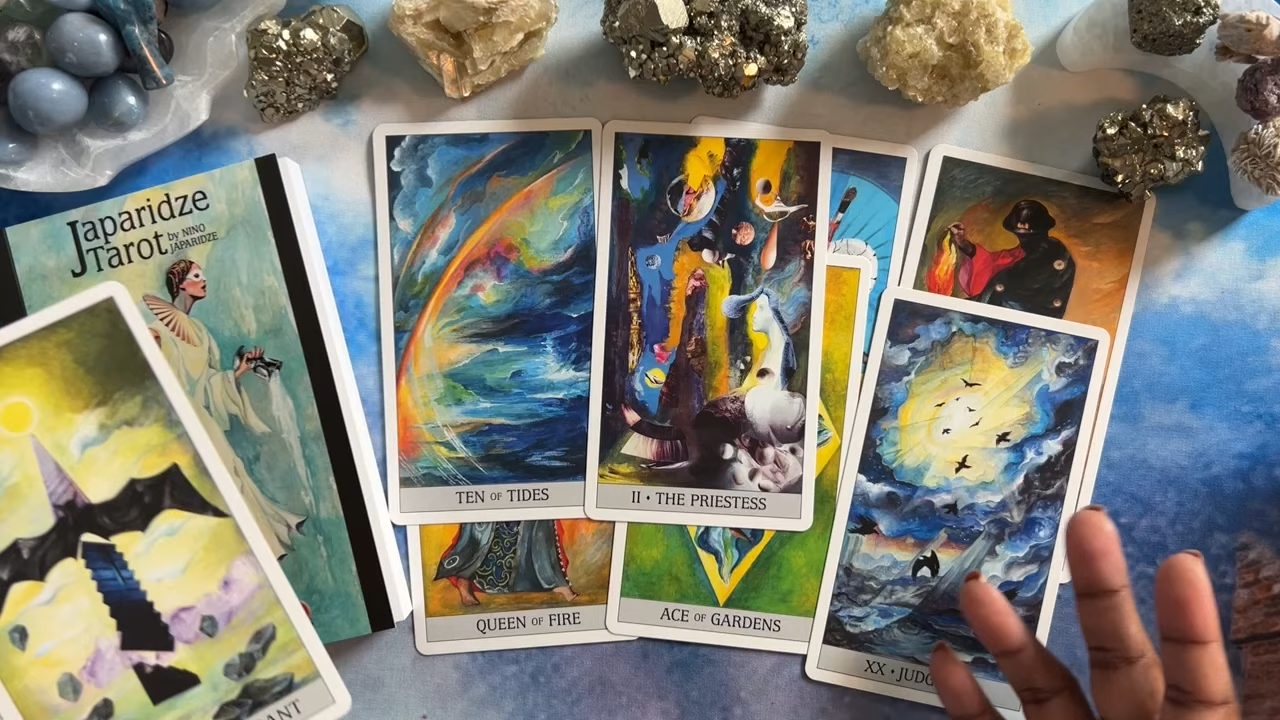 Japaridze
Tarot by NINO
JAPARIDZE
TEN OF TIDES
II • THE PRIESTESS
QUEEN OF FIRE
ACE OF GARDENS
XX • JUDG
ANT